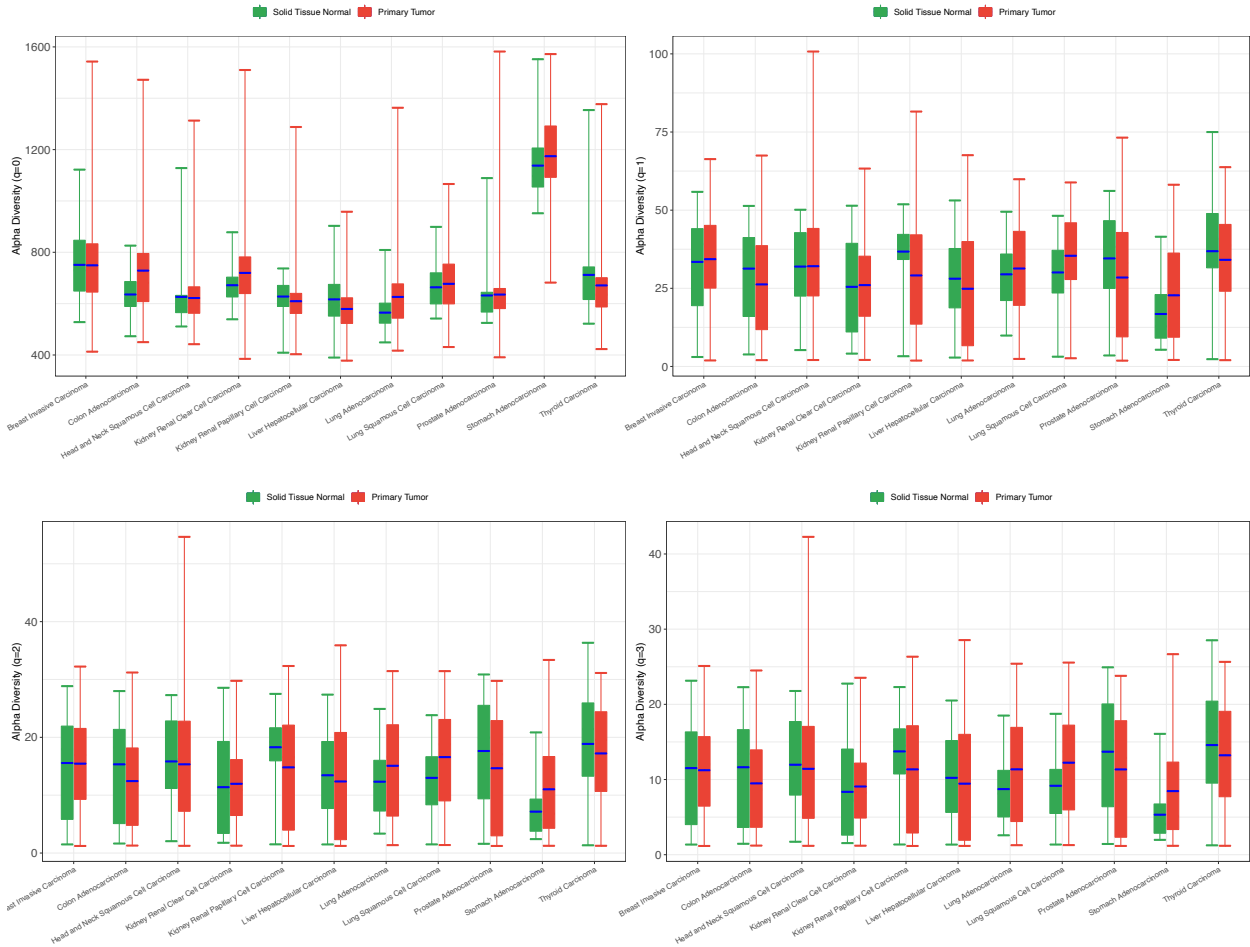 Solid Tissue Normal Primary Tumor
1600
1200
800
400
Alpha Diversity (q=0)
Breast Invasive Carcinoma
Colon Adenocarcinoma
Head and Neck Squamous Cell Carcinoma
Kidney Renal Clear Cell Carcinoma
Kidney Renal Papillary Cell Carcinoma
Liver Hepatocellular Carcinoma
Lung Adenocarcinoma
Lung Squamous Cell Carcinoma
Prostate Adenocarcinoma
Stomach Adenocarcinoma
Thyroid Carcinoma
Solid Tissue Normal Primary Tumor
100
75
50
25
0
Alpha Diversity (q=1)
Breast Invasive Carcinoma
Colon Adenocarcinoma
Head and Neck Squamous Cell Carcinoma
Kidney Renal Clear Cell Carcinoma
Kidney Renal Papillary Cell Carcinoma
Liver Hepatocellular Carcinoma
Lung Adenocarcinoma
Lung Squamous Cell Carcinoma
Prostate Adenocarcinoma
Stomach Adenocarcinoma
Thyroid Carcinoma
Solid Tissue Normal Primary Tumor
40
20
0
Alpha Diversity (q=2)
ast Invasive Carcinoma
Colon Adenocarcinoma
Head and Neck Squamous Cell Carcinoma
Kidney Renal Clear Cell Carcinoma
Kidney Renal Papillary Cell Carcinoma
Liver Hepatocellular Carcinoma
Lung Adenocarcinoma
Lung Squamous Cell Carcinoma
Prostate Adenocarcinoma
Stomach Adenocarcinoma
Thyroid Carcinoma
Solid Tissue Normal Primary Tumor
40
30
20
10
0
Alpha Diversity (q=3)
Breast Invasive Carcinoma
Colon Adenocarcinoma
Head and Neck Squamous Cell Carcinoma
Kidney Renal Clear Cell Carcinoma
Kidney Renal Papillary Cell Carcinoma
Liver Hepatocellular Carcinoma
Lung Adenocarcinoma
Lung Squamous Cell Carcinoma
Prostate Adenocarcinoma
Stomach Adenocarcinoma
Thyroid Carcinoma